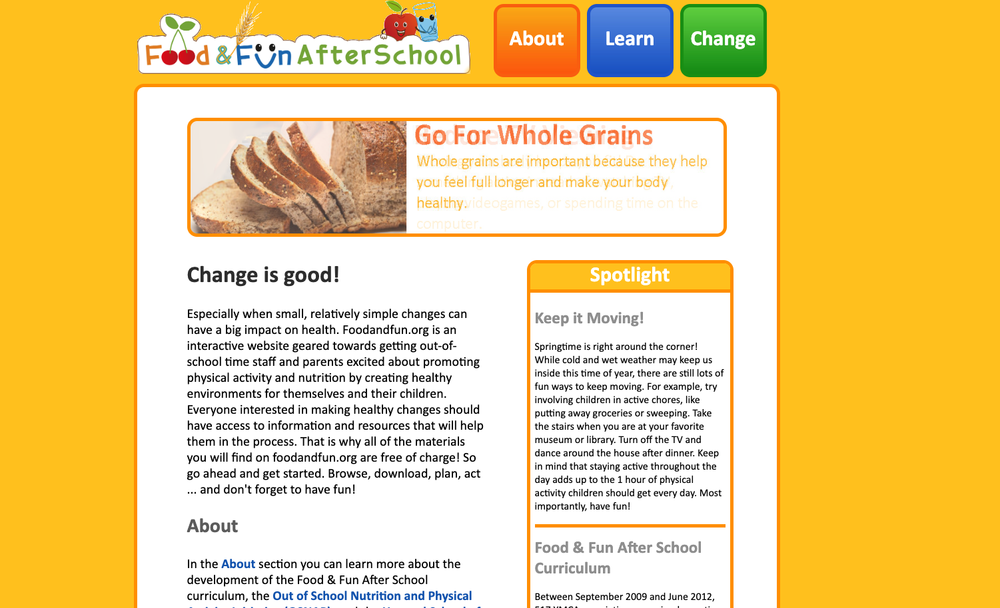 Food & Fun AfterSchool
About
Learn
Change
Go For Whole Grains
Whole grains are important because they help
you feel full longer and make your body
healthy.
videogames, or spending time on the
computer.
Change is good!
Especially when small, relatively simple changes can
have a big impact on health. Foodandfun.org is an
interactive website geared towards getting out-of-
school time staff and parents excited about promoting
physical activity and nutrition by creating healthy
environments for themselves and their children.
Everyone interested in making healthy changes should
have access to information and resources that will help
them in the process. That is why all of the materials
you will find on foodandfun.org are free of charge! So
go ahead and get started. Browse, download, plan, act
... and don't forget to have fun!
About
In the About section you can learn more about the
development of the Food & Fun After School
curriculum, the Out of School Nutrition and Physical
Spotlight
Keep it Moving!
Springtime is right around the corner!
While cold and wet weather may keep us
inside this time of year, there are still lots of
fun ways to keep moving. For example, try
involving children in active chores, like
putting away groceries or sweeping. Take
the stairs when you are at your favorite
museum or library. Turn off the TV and
dance around the house after dinner. Keep
in mind that staying active throughout the
day adds up to the 1 hour of physical
activity children should get every day. Most
importantly, have fun!
Food & Fun After School
Curriculum
Between September 2009 and June 2012,